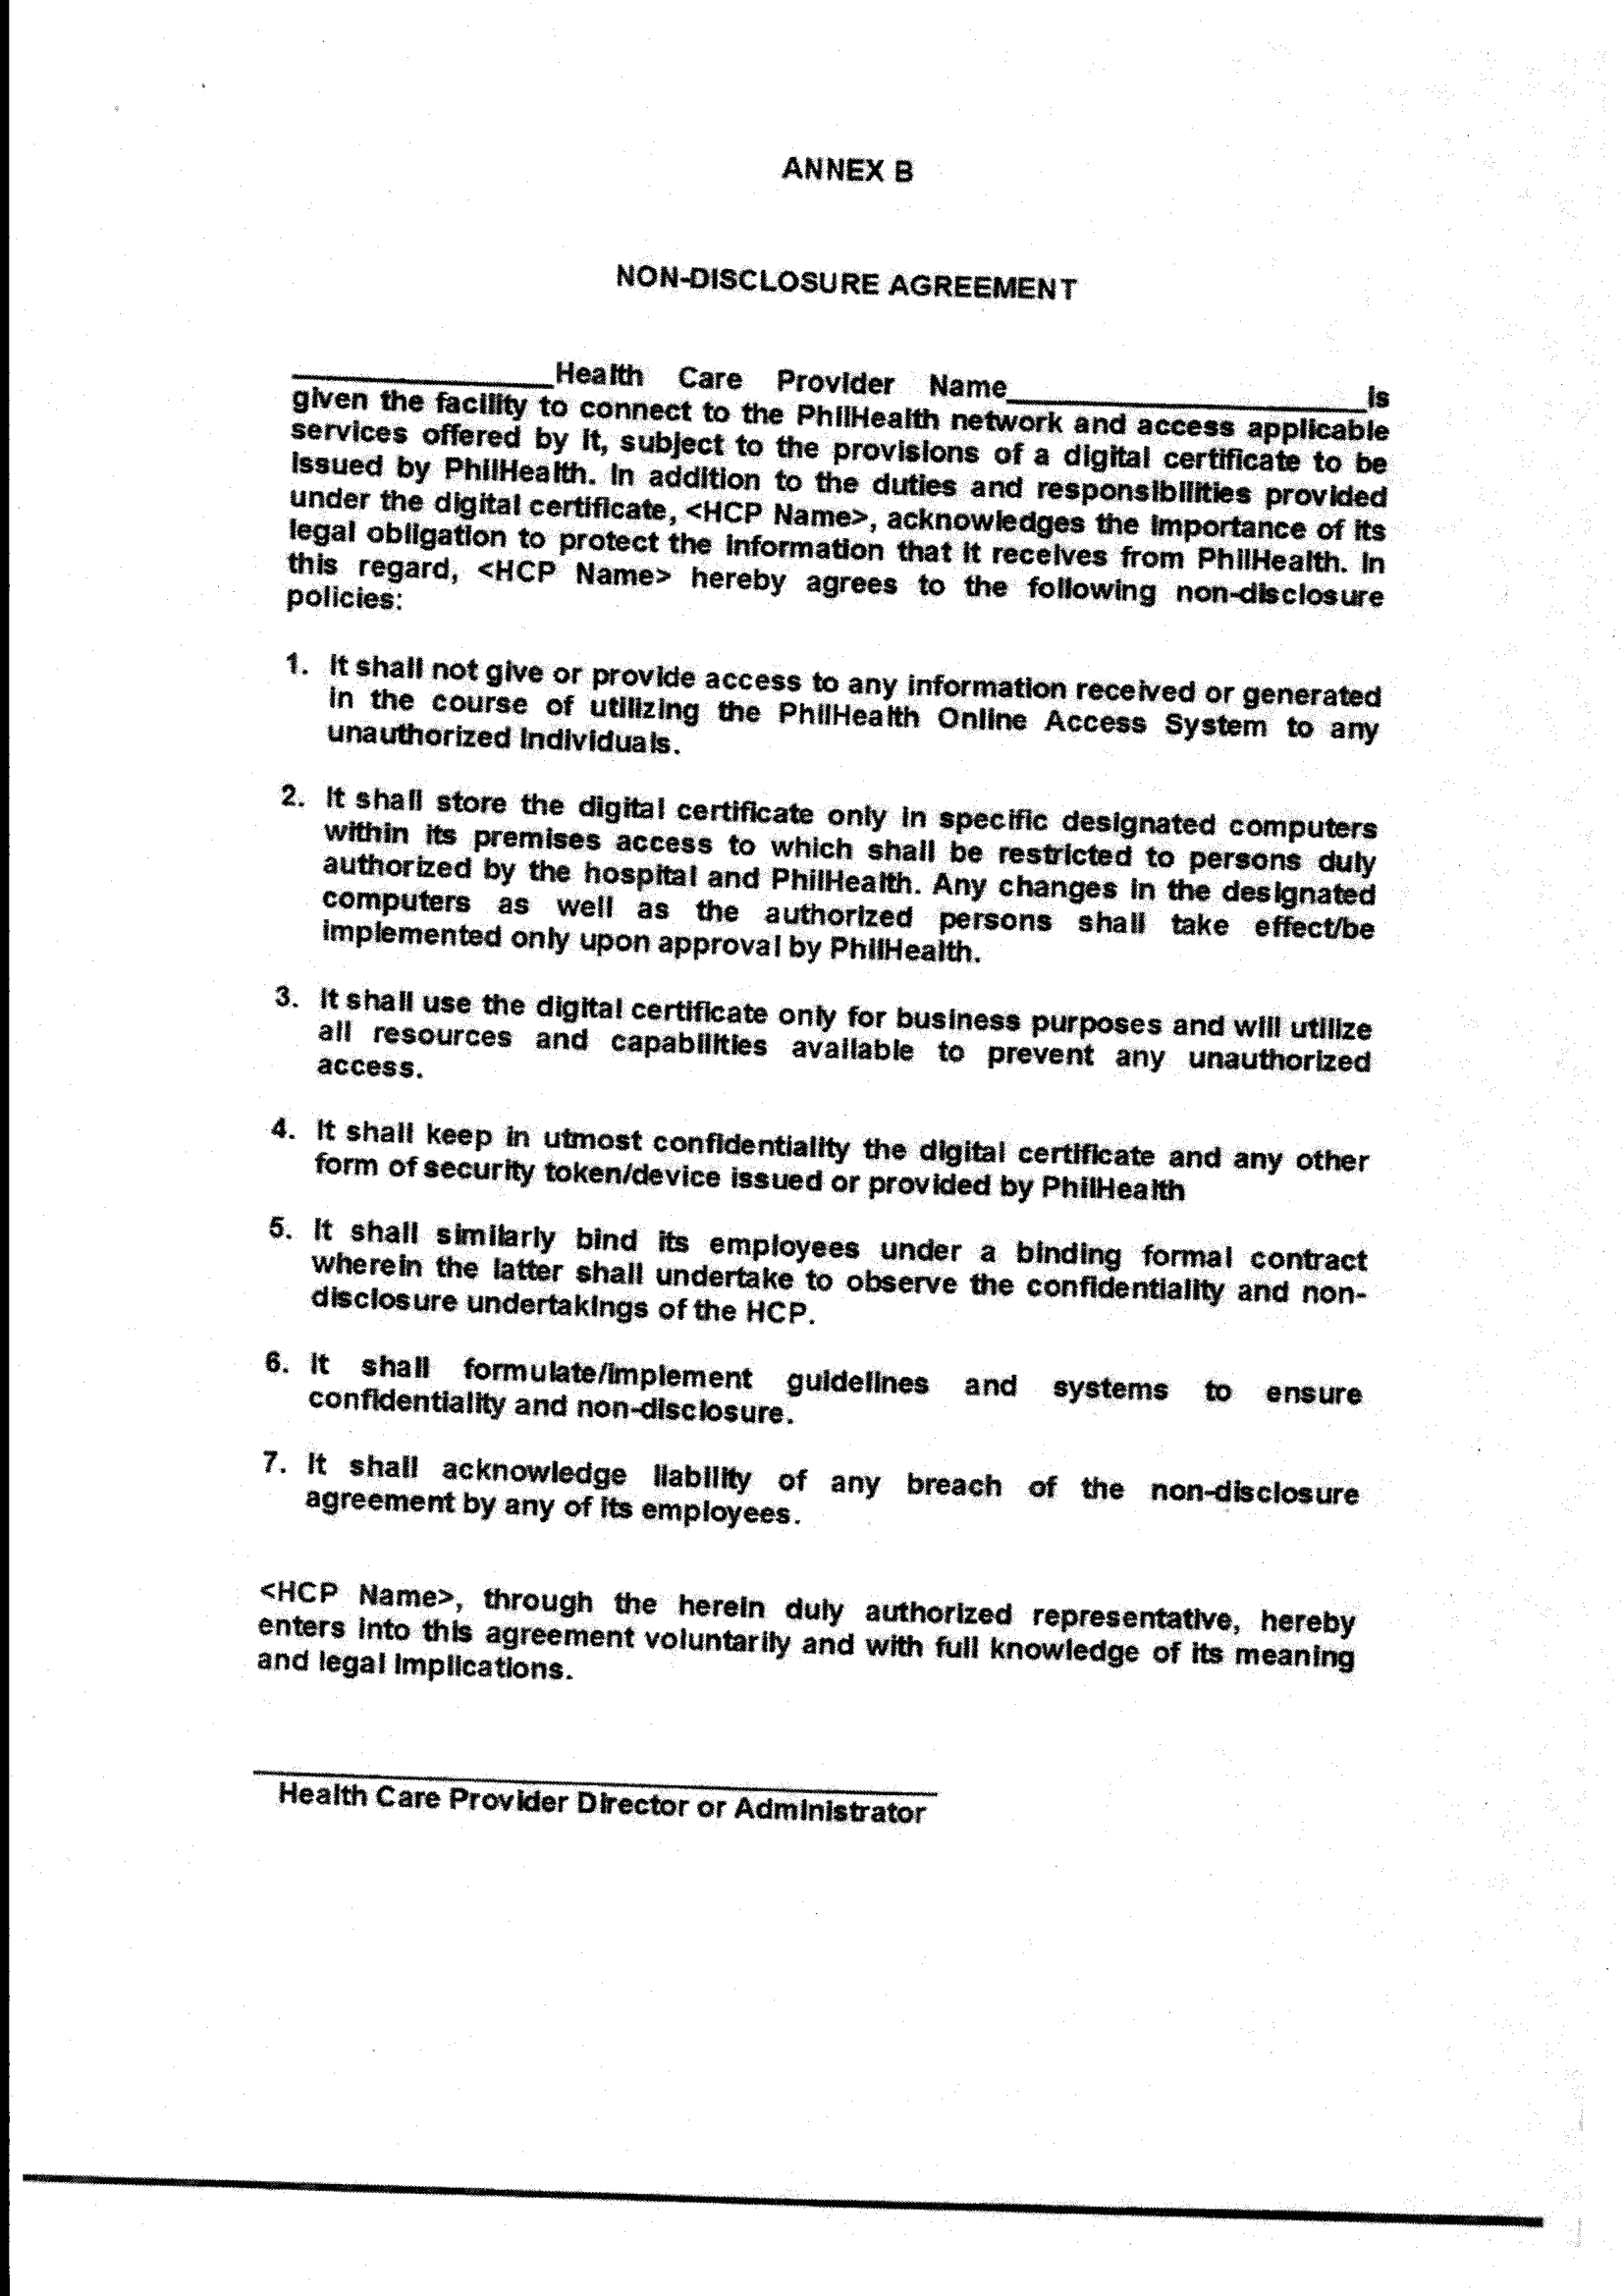 ANNEX B
NON-DISCLOSURE AGREEMENT
_________________Health Care Provider Name_______________________is
given the facility to connect to the PhilHealth network and access applicable
services offered by it, subject to the provisions of a digital certificate to be
issued by PhilHealth. In addition to the duties and responsibilities provided
under the digital certificate, <HCP Name>, acknowledges the importance of its
legal obligation to protect the information that it receives from PhilHealth. In
this regard, <HCP Name> hereby agrees to the following non-disclosure
policies:
1. It shall not give or provide access to any information received or generated
in the course of utilizing the PhilHealth Online Access System to any
unauthorized individuals.
2. It shall store the digital certificate only in specific designated computers
within its premises access to which shall be restricted to persons duly
authorized by the hospital and PhilHealth. Any changes in the designated
computers as well as the authorized persons shall take effect/be
implemented only upon approval by PhilHealth.
3. It shall use the digital certificate only for business purposes and will utilize
all resources and capabilities available to prevent any unauthorized
access.
4. It shall keep in utmost confidentiality the digital certificate and any other
form of security token/device issued or provided by PhilHealth
5. It shall similarly bind its employees under a binding formal contract
wherein the latter shall undertake to observe the confidentiality and non-
disclosure undertakings of the HCP.
6. It shall formulate/implement guidelines and systems to ensure
confidentiality and non-disclosure.
7. It shall acknowledge liability of any breach of the non-disclosure
agreement by any of its employees.
<HCP Name>, through the herein duly authorized representative, hereby
enters into this agreement voluntarily and with full knowledge of its meaning
and legal implications.
Health Care Provider Director or Administrator